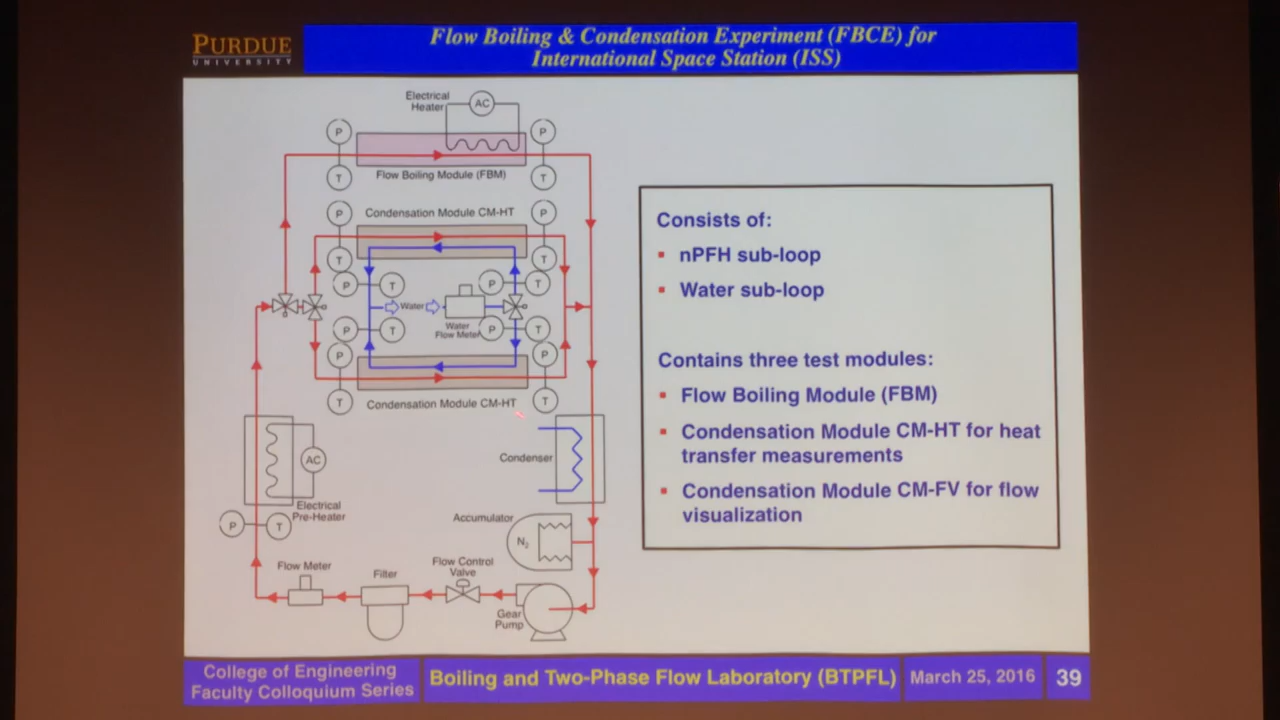 PURDUE
UNIVERSITY
Flow Boiling & Condensation Experiment (FBCE) for
International Space Station (ISS)
Electrical
Heater
AC
P
P
T
T
Flow Boiling Module (FBM)
P
P
Condensation Module CM-HT
T
T
P
T
P
T
Water
Water
Flow Meter
P
T
P
T
P
P
T
T
Condensation Module CM-HT
AC
Electrical
Pre-Heater
P
T
Condenser
Accumulator
N2
Flow Meter
Filter
Flow Control
Valve
Gear
Pump
Consists of:
▪ nPFH sub-loop
▪ Water sub-loop
Contains three test modules:
▪ Flow Boiling Module (FBM)
▪ Condensation Module CM-HT for heat
transfer measurements
▪ Condensation Module CM-FV for flow
visualization
College of Engineering
Faculty Colloquium Series
Boiling and Two-Phase Flow Laboratory (BTPFL)
March 25, 2016
39